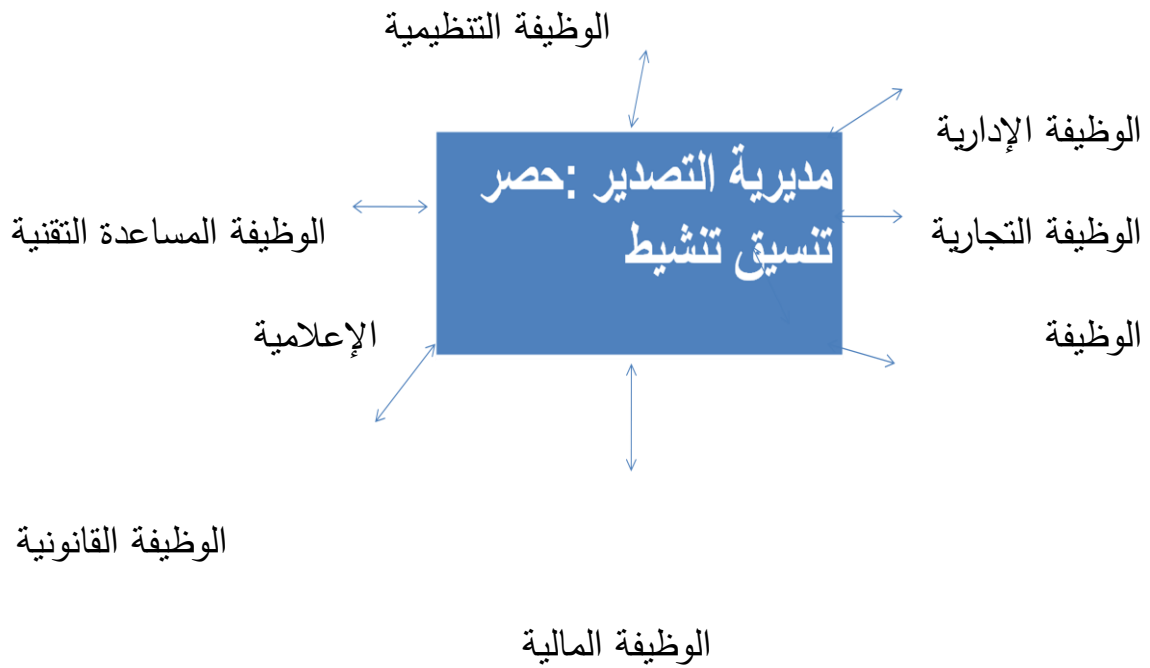 الوظيفة التنظيمية
الوظيفة الإدارية
مديرية التصدير :حصر
تنسيق تنشيط
الوظيفة التجارية
الوظيفة المساعدة التقنية
الوظيفة
الإعلامية
الوظيفة القانونية
الوظيفة المالية